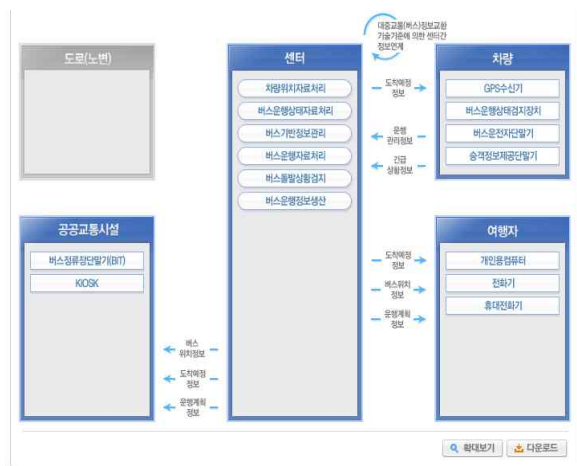 대중교통(버스)정보교환
기술기준에 의한 센터간
정보연계
도로(노변)
센터
차량
차량위치자료처리
버스운행상태자료처리
버스기반정보관리
버스운행자료처리
버스돌발상황검지
버스운행정보생산
도착예정
정보
운행
관리정보
긴급
상황정보
GPS수신기
버스운행상태검지장치
버스운전자단말기
승객정보제공단말기
공공교통시설
버스정류장단말기(BIT)
KIOSK
여행자
개인용컴퓨터
전화기
휴대전화기
도착예정
정보
버스위치
정보
운행계획
정보
버스
위치정보
도착예정
정보
운행계획
정보
확대보기
다운로드